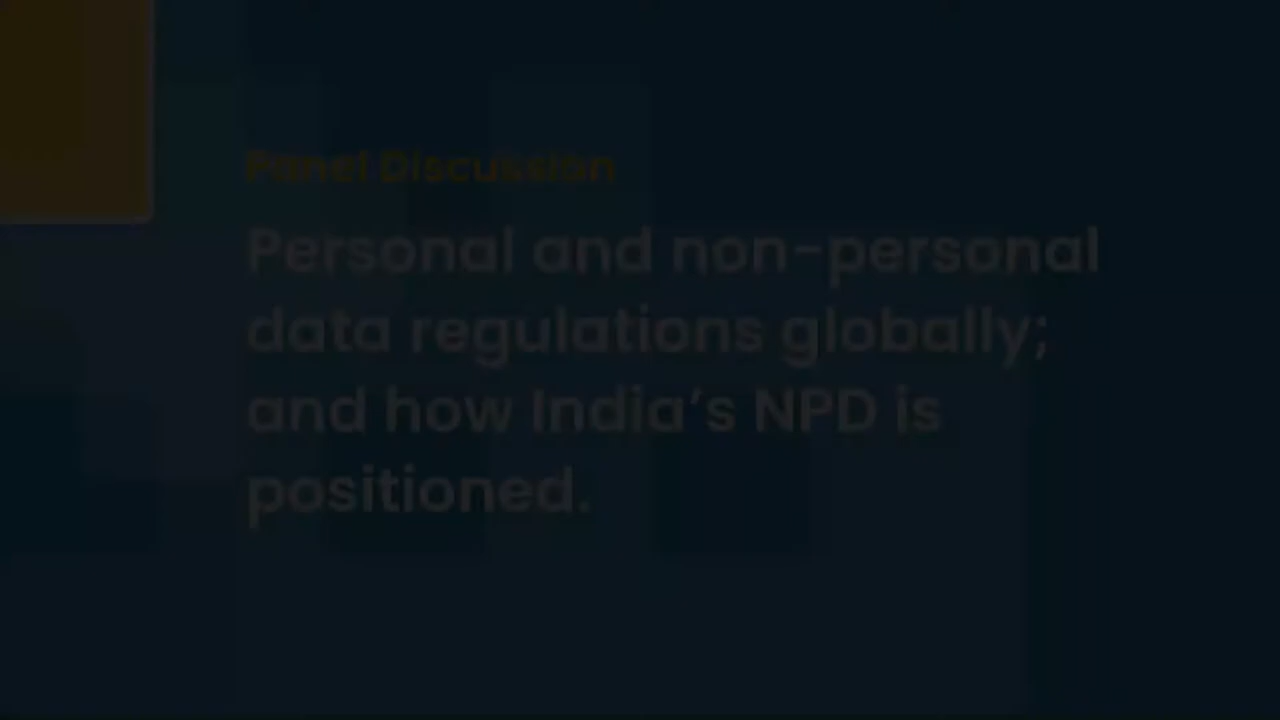 Panel Discussion
Personal and non-personal
data regulations globally;
and how India’s NPD is
positioned.